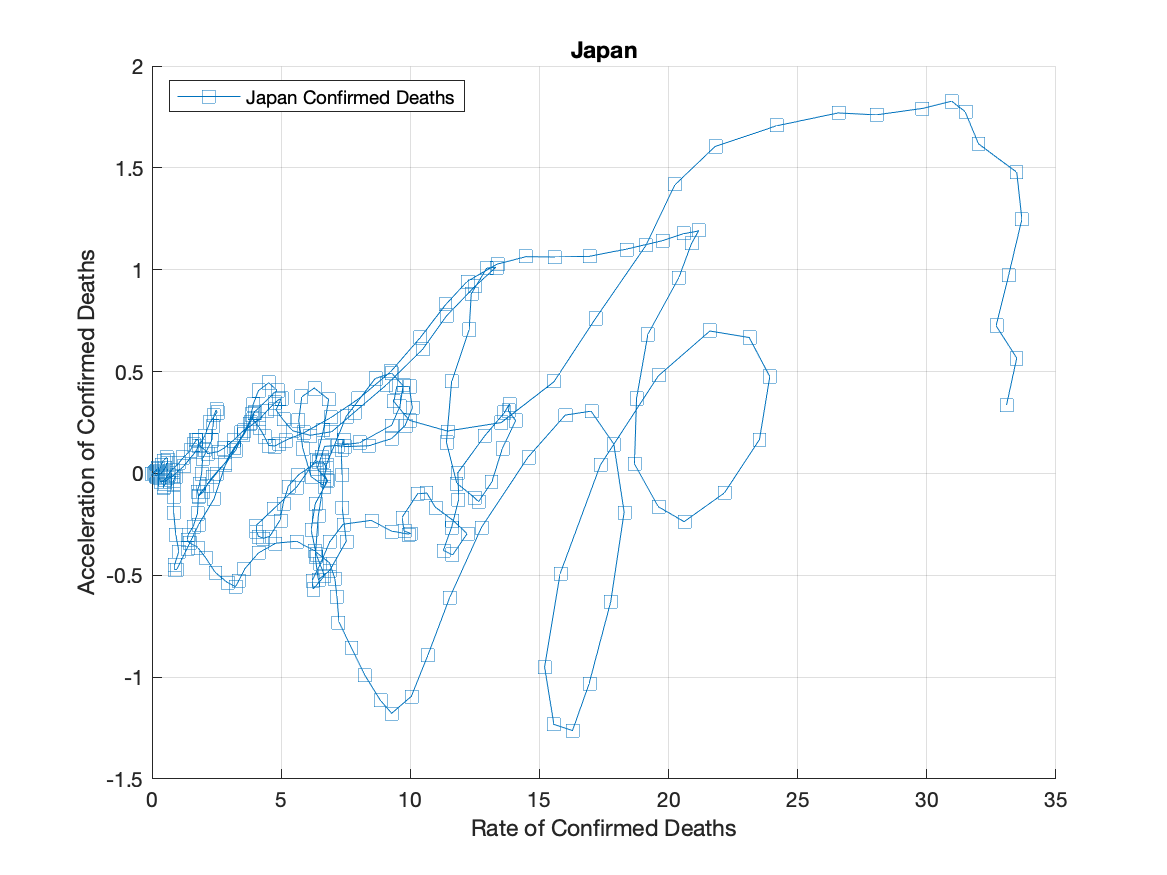 Japan
Japan Confirmed Deaths
2
1.5
1
0.5
0
-0.5
-1
-1.5
Acceleration of Confirmed Deaths
0 5 10 15 20 25 30 35
Rate of Confirmed Deaths